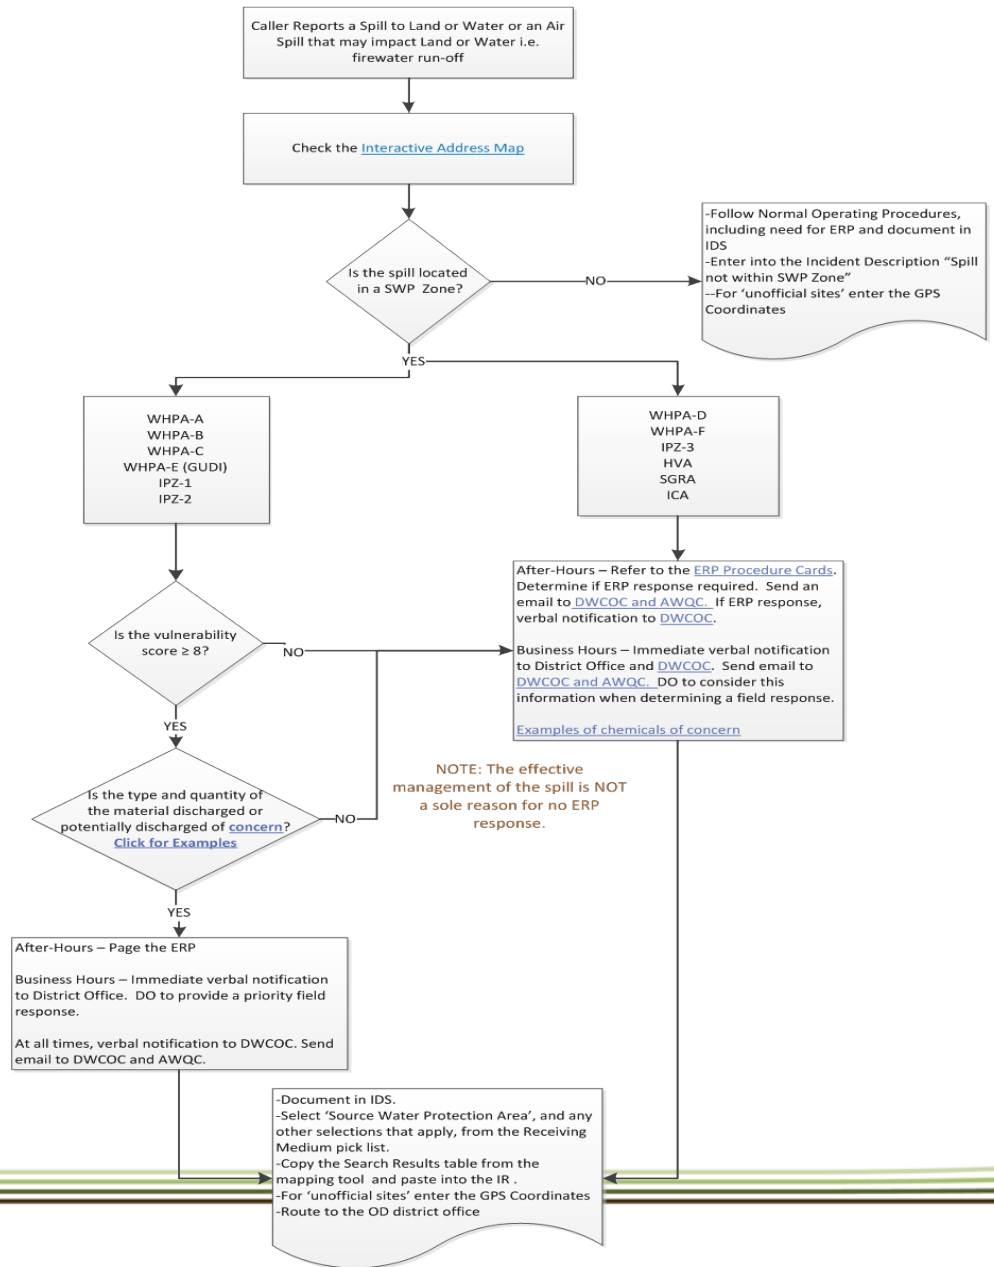 Caller Reports a Spill to Land or Water or an Air
Spill that may impact Land or Water i.e.
firewater run-off
Check the Interactive Address Map
Is the spill located
in a SWP Zone?
NO
-Follow Normal Operating Procedures,
including need for ERP and document in
IDS
-Enter into the Incident Description “Spill
not within SWP Zone”
--For ‘unofficial sites’ enter the GPS
Coordinates
YES
WHPA-A
WHPA-B
WHPA-C
WHPA-E (GUDI)
IPZ-1
IPZ-2
WHPA-D
WHPA-F
IPZ-3
HVA
SGRA
ICA
Is the vulnerability
score ≥ 8?
NO
After-Hours – Refer to the ERP Procedure Cards.
Determine if ERP response required. Send an
email to DWCOC and AWQC. If ERP response,
verbal notification to DWCOC.
Business Hours – Immediate verbal notification
to District Office and DWCOC. Send email to
DWCOC and AWQC. DO to consider this
information when determining a field response.
Examples of chemicals of concern
YES
Is the type and quantity of
the material discharged or
potentially discharged of concern?
Click for Examples
NO
NOTE: The effective
management of the spill is NOT
a sole reason for no ERP
response.
YES
After-Hours – Page the ERP
Business Hours – Immediate verbal notification
to District Office. DO to provide a priority field
response.
At all times, verbal notification to DWCOC. Send
email to DWCOC and AWQC.
-Document in IDS.
-Select ‘Source Water Protection Area’, and any
other selections that apply, from the Receiving
Medium pick list.
-Copy the Search Results table from the
mapping tool and paste into the IR .
-For ‘unofficial sites’ enter the GPS Coordinates
-Route to the OD district office